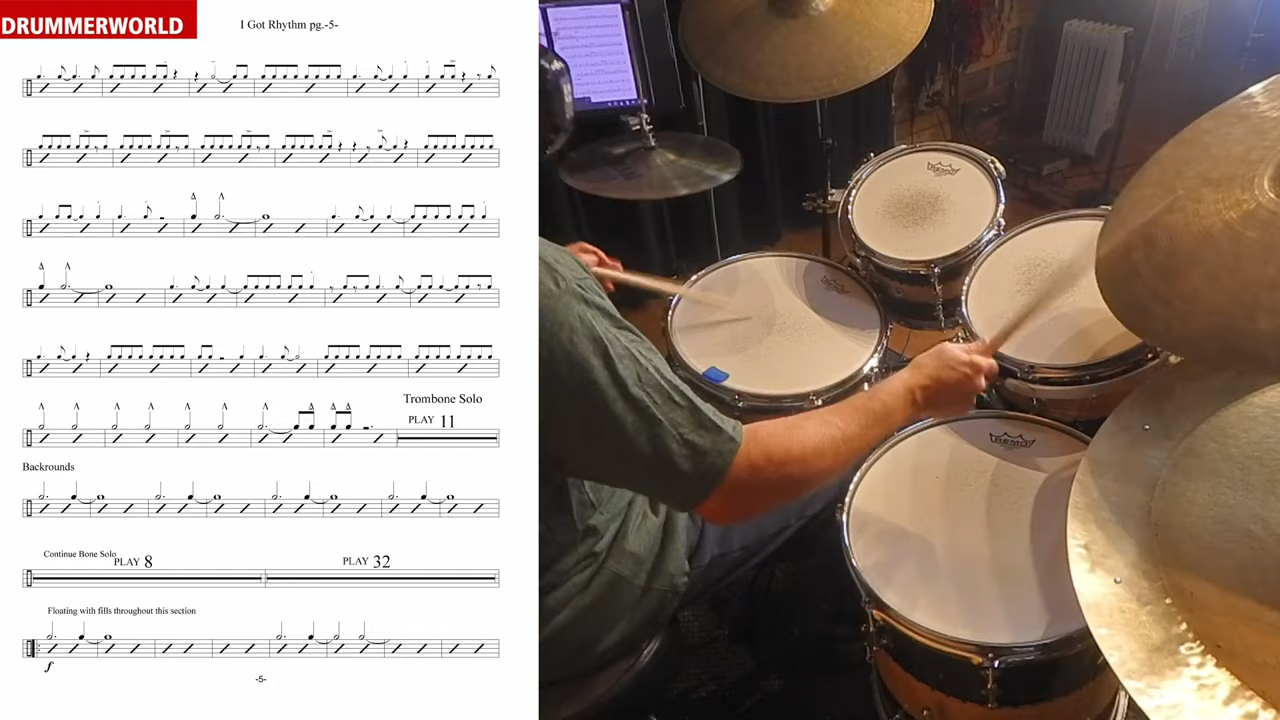 DRUMMERWORLD
I Got Rhythm pg.-5-
Trombone Solo
PLAY 11
Backrounds
Continue Bone Solo
PLAY 8
PLAY 32
Floating with fills throughout this section
f
-5-
REMO
REMO